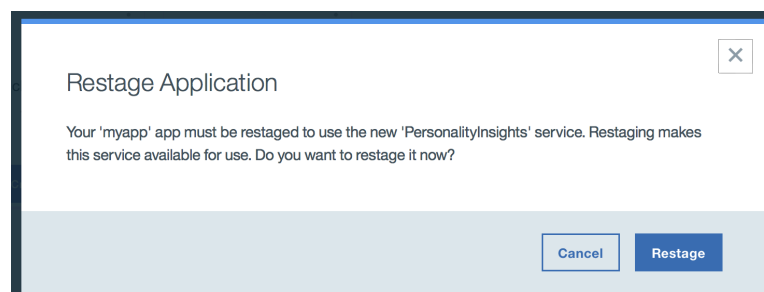 Restage Application
Your 'myapp' app must be restaged to use the new 'PersonalityInsights' service. Restaging makes
this service available for use. Do you want to restage it now?
Cancel
Restage